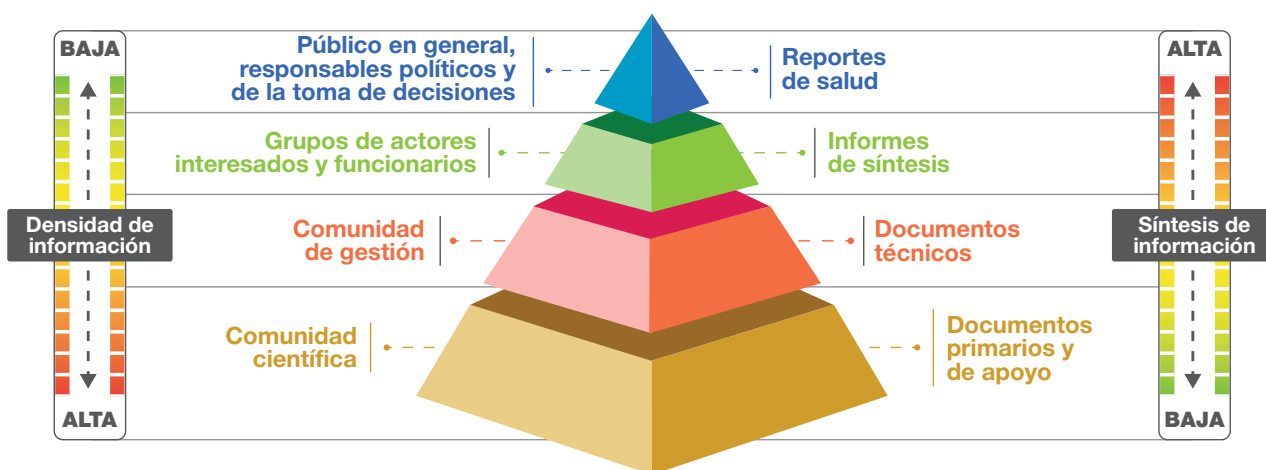 BAJA
ALTA
Público en general,
responsables políticos y
de la toma de decisiones
Reportes
de salud
Grupos de actores
interesados y funcionarios
Informes
de síntesis
Densidad de
información
Comunidad
de gestión
Documentos
técnicos
Síntesis de
información
Comunidad
científica
Documentos
primarios y
de apoyo
ALTA
BAJA